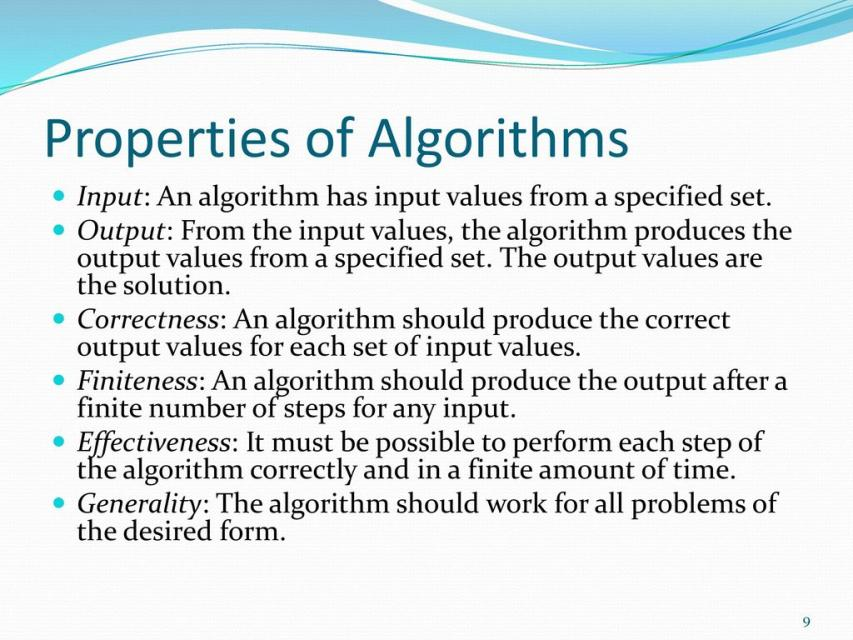 Properties of Algorithms
• Input: An algorithm has input values from a specified set.
• Output: From the input values, the algorithm produces the
output values from a specified set. The output values are
the solution.
• Correctness: An algorithm should produce the correct
output values for each set of input values.
• Finiteness: An algorithm should produce the output after a
finite number of steps for any input.
• Effectiveness: It must be possible to perform each step of
the algorithm correctly and in a finite amount of time.
• Generality: The algorithm should work for all problems of
the desired form.
9